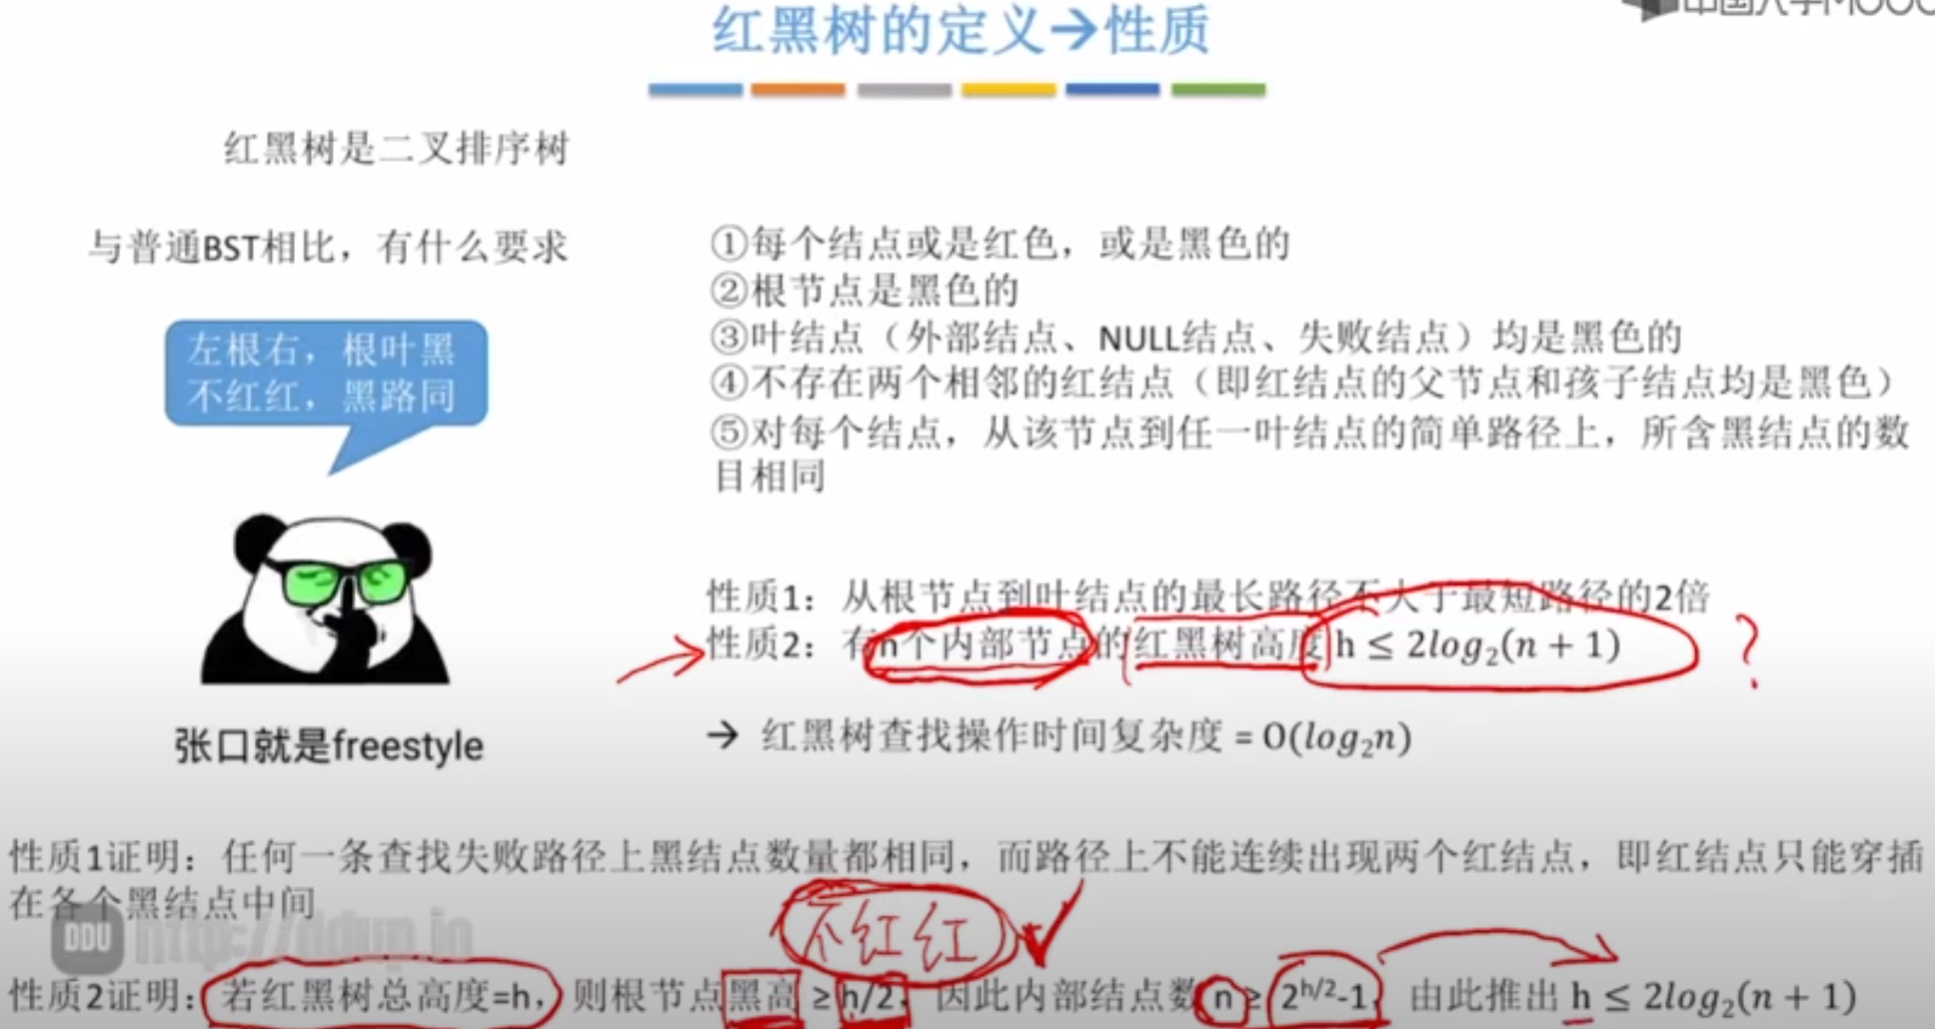 红黑树的定义→性质
红黑树是二叉排序树
与普通BST相比，有什么要求
①每个结点或是红色，或是黑色的
②根节点是黑色的
③叶结点（外部结点、NULL结点、失败结点）均是黑色的
④不存在两个相邻的红结点（即红结点的父节点和孩子结点均是黑色）
⑤对每个结点，从该节点到任一叶结点的简单路径上，所含黑结点的数
目相同
左根右，根叶黑
不红红，黑路同
张口就是freestyle
性质1：从根节点到叶结点的最长路径不大于最短路径的2倍
性质2：有n个内部节点的红黑树高度 h ≤ 2log₂(n + 1) ?
→ 红黑树查找操作时间复杂度 = O(log₂n)
性质1证明：任何一条查找失败路径上黑结点数量都相同，而路径上不能连续出现两个红结点，即红结点只能穿插
在各个黑结点中间
不红红
DDU http://ddup.io
性质2证明：若红黑树总高度=h，则根节点黑高 ≥ h/2，因此内部结点数 n ≥ 2^{h/2}-1，由此推出 h ≤ 2log₂(n + 1)